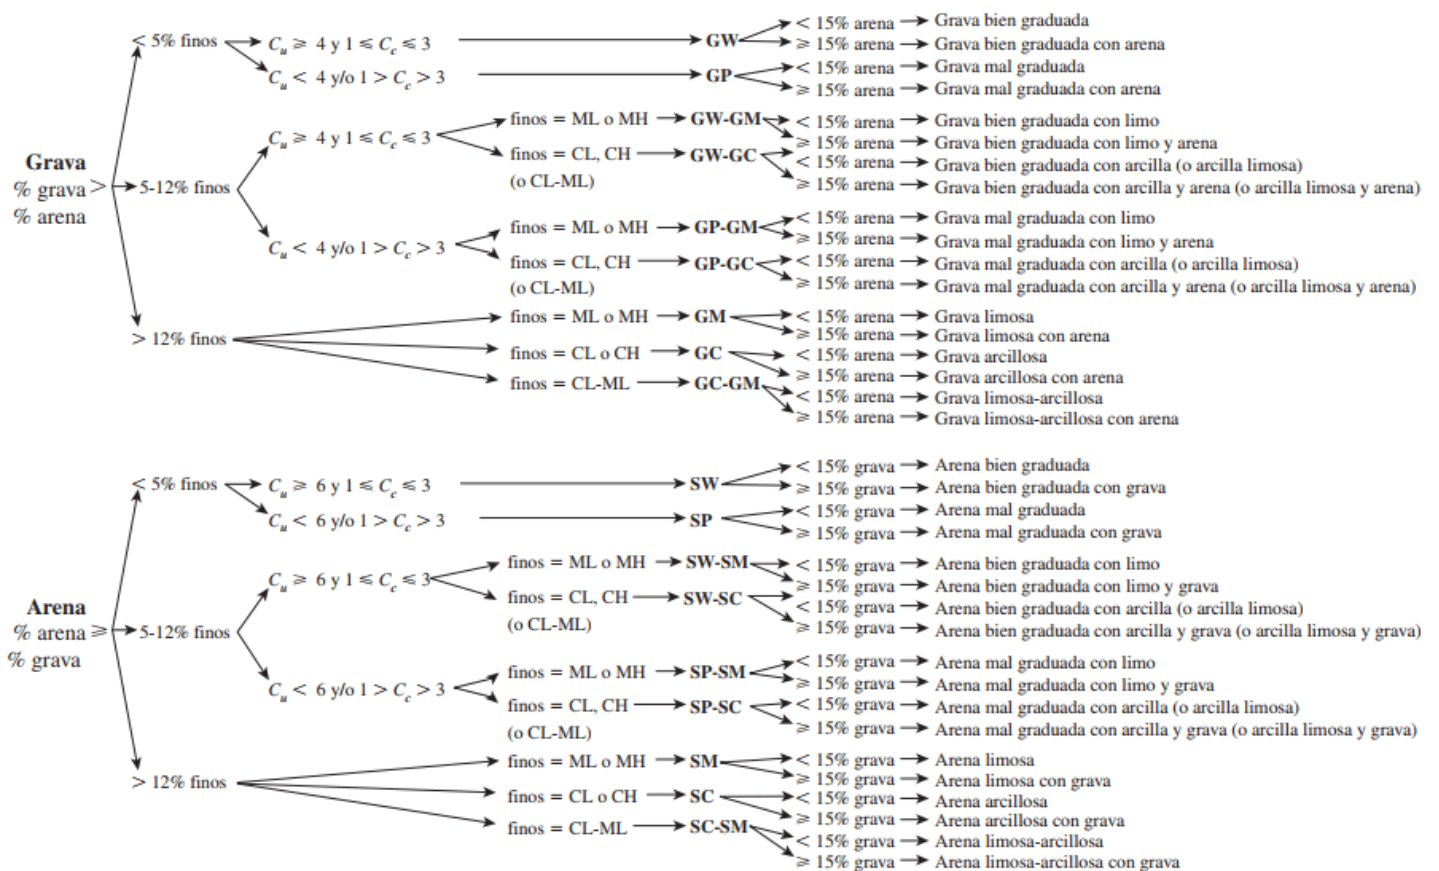 Grava
% grava >
% arena
< 5% finos
C_u ≥ 4 y 1 ≤ C_c ≤ 3
GW
< 15% arena → Grava bien graduada
≥ 15% arena → Grava bien graduada con arena
C_u < 4 y/o 1 > C_c > 3
GP
< 15% arena → Grava mal graduada
≥ 15% arena → Grava mal graduada con arena
5-12% finos
C_u ≥ 4 y 1 ≤ C_c ≤ 3
finos = ML o MH → GW-GM
< 15% arena → Grava bien graduada con limo
≥ 15% arena → Grava bien graduada con limo y arena
finos = CL, CH → GW-GC
(o CL-ML)
< 15% arena → Grava bien graduada con arcilla (o arcilla limosa)
≥ 15% arena → Grava bien graduada con arcilla y arena (o arcilla limosa y arena)
C_u < 4 y/o 1 > C_c > 3
finos = ML o MH → GP-GM
< 15% arena → Grava mal graduada con limo
≥ 15% arena → Grava mal graduada con limo y arena
finos = CL, CH → GP-GC
(o CL-ML)
< 15% arena → Grava mal graduada con arcilla (o arcilla limosa)
≥ 15% arena → Grava mal graduada con arcilla y arena (o arcilla limosa y arena)
> 12% finos
finos = ML o MH → GM
< 15% arena → Grava limosa
≥ 15% arena → Grava limosa con arena
finos = CL o CH → GC
< 15% arena → Grava arcillosa
≥ 15% arena → Grava arcillosa con arena
finos = CL-ML → GC-GM
< 15% arena → Grava limosa-arcillosa
≥ 15% arena → Grava limosa-arcillosa con arena
Arena
% arena ≥
% grava
< 5% finos
C_u ≥ 6 y 1 ≤ C_c ≤ 3
SW
< 15% grava → Arena bien graduada
≥ 15% grava → Arena bien graduada con grava
C_u < 6 y/o 1 > C_c > 3
SP
< 15% grava → Arena mal graduada
≥ 15% grava → Arena mal graduada con grava
5-12% finos
C_u ≥ 6 y 1 ≤ C_c ≤ 3
finos = ML o MH → SW-SM
< 15% grava → Arena bien graduada con limo
≥ 15% grava → Arena bien graduada con limo y grava
finos = CL, CH → SW-SC
(o CL-ML)
< 15% grava → Arena bien graduada con arcilla (o arcilla limosa)
≥ 15% grava → Arena bien graduada con arcilla y grava (o arcilla limosa y grava)
C_u < 6 y/o 1 > C_c > 3
finos = ML o MH → SP-SM
< 15% grava → Arena mal graduada con limo
≥ 15% grava → Arena mal graduada con limo y grava
finos = CL, CH → SP-SC
(o CL-ML)
< 15% grava → Arena mal graduada con arcilla (o arcilla limosa)
≥ 15% grava → Arena mal graduada con arcilla y grava (o arcilla limosa y grava)
> 12% finos
finos = ML o MH → SM
< 15% grava → Arena limosa
≥ 15% grava → Arena limosa con grava
finos = CL o CH → SC
< 15% grava → Arena arcillosa
≥ 15% grava → Arena arcillosa con grava
finos = CL-ML → SC-SM
< 15% grava → Arena limosa-arcillosa
≥ 15% grava → Arena limosa-arcillosa con grava